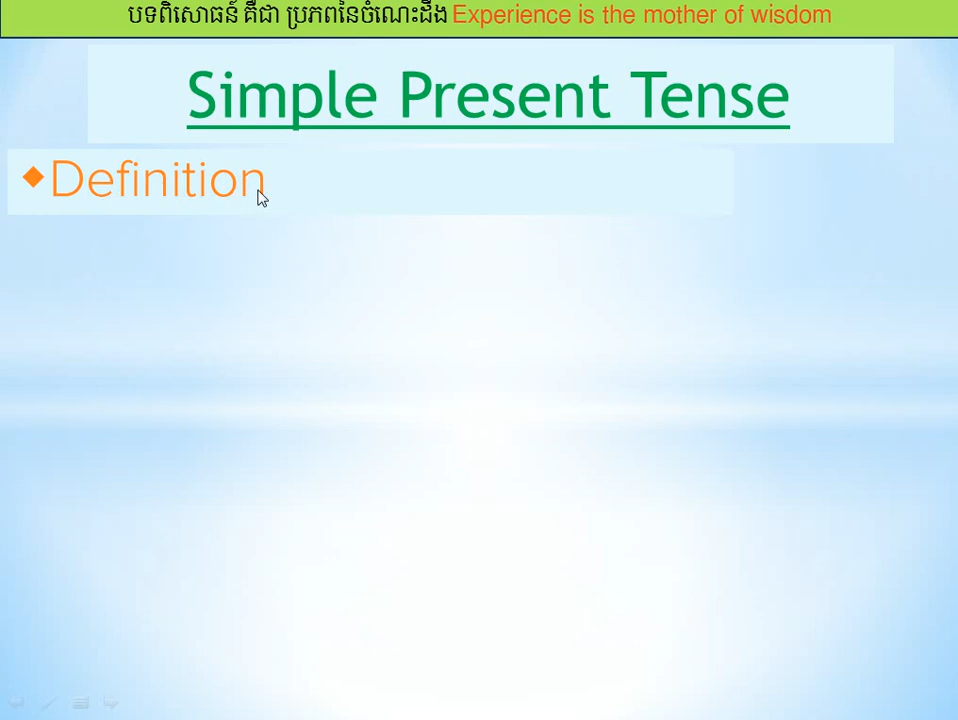 បទពិសោធន៍ គឺជា ប្រភពនៃចំណេះដឹង Experience is the mother of wisdom
Simple Present Tense
Definition